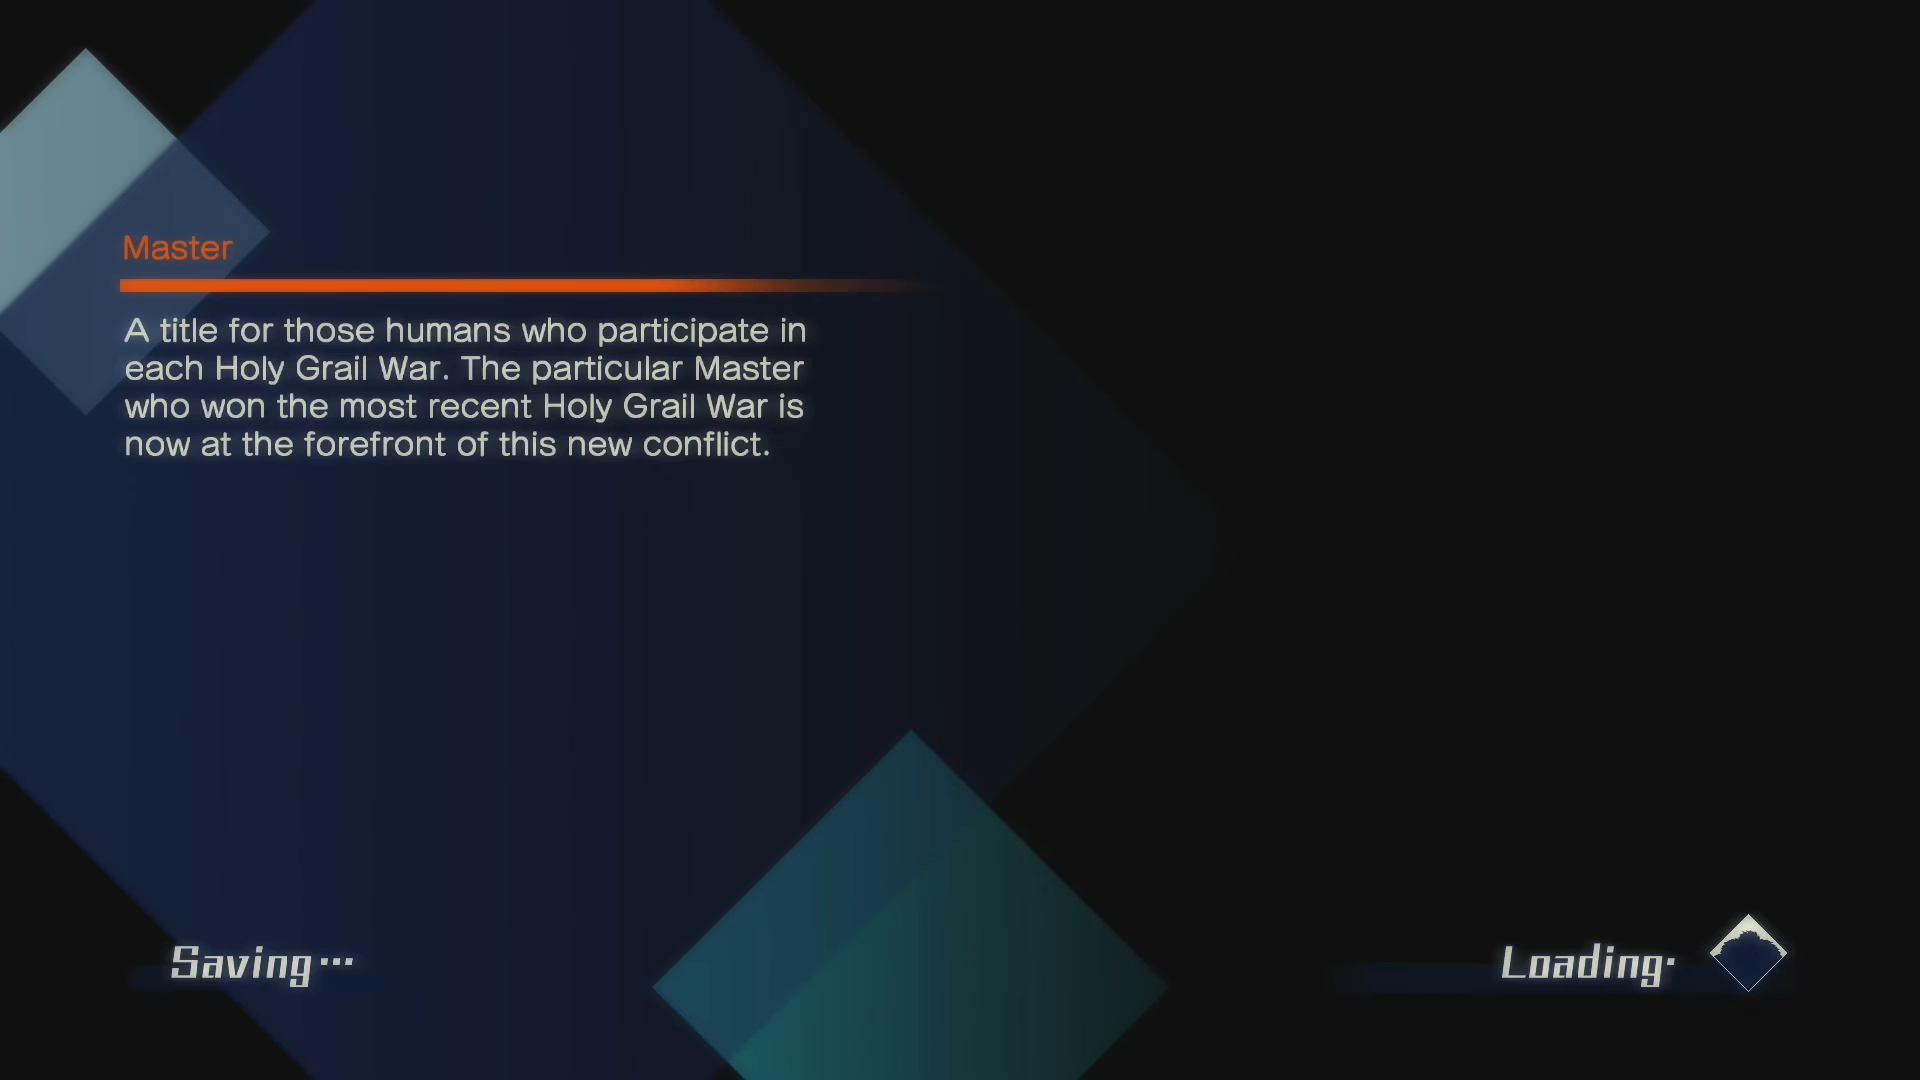 Master
A title for those humans who participate in
each Holy Grail War. The particular Master
who won the most recent Holy Grail War is
now at the forefront of this new conflict.
Saving···
Loading·